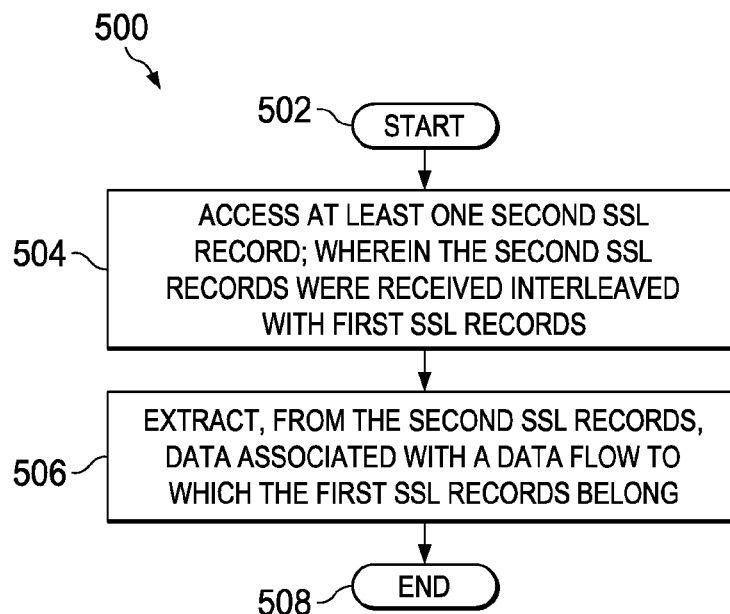 500
502
START
504
ACCESS AT LEAST ONE SECOND SSL
RECORD; WHEREIN THE SECOND SSL
RECORDS WERE RECEIVED INTERLEAVED
WITH FIRST SSL RECORDS
506
EXTRACT, FROM THE SECOND SSL RECORDS,
DATA ASSOCIATED WITH A DATA FLOW TO
WHICH THE FIRST SSL RECORDS BELONG
508
END